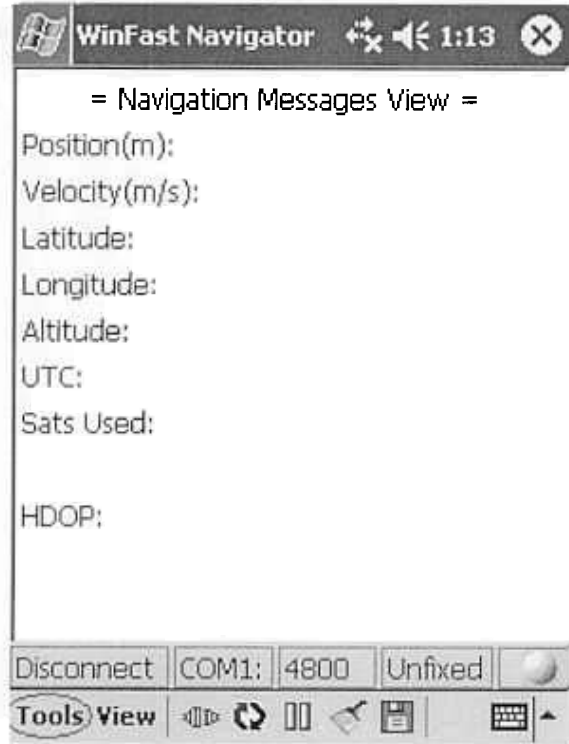 WinFast Navigator 1:13
= Navigation Messages View =
Position(m):
Velocity(m/s):
Latitude:
Longitude:
Altitude:
UTC:
Sats Used:
HDOP:
Disconnect COM1: 4800 Unfixed
Tools View